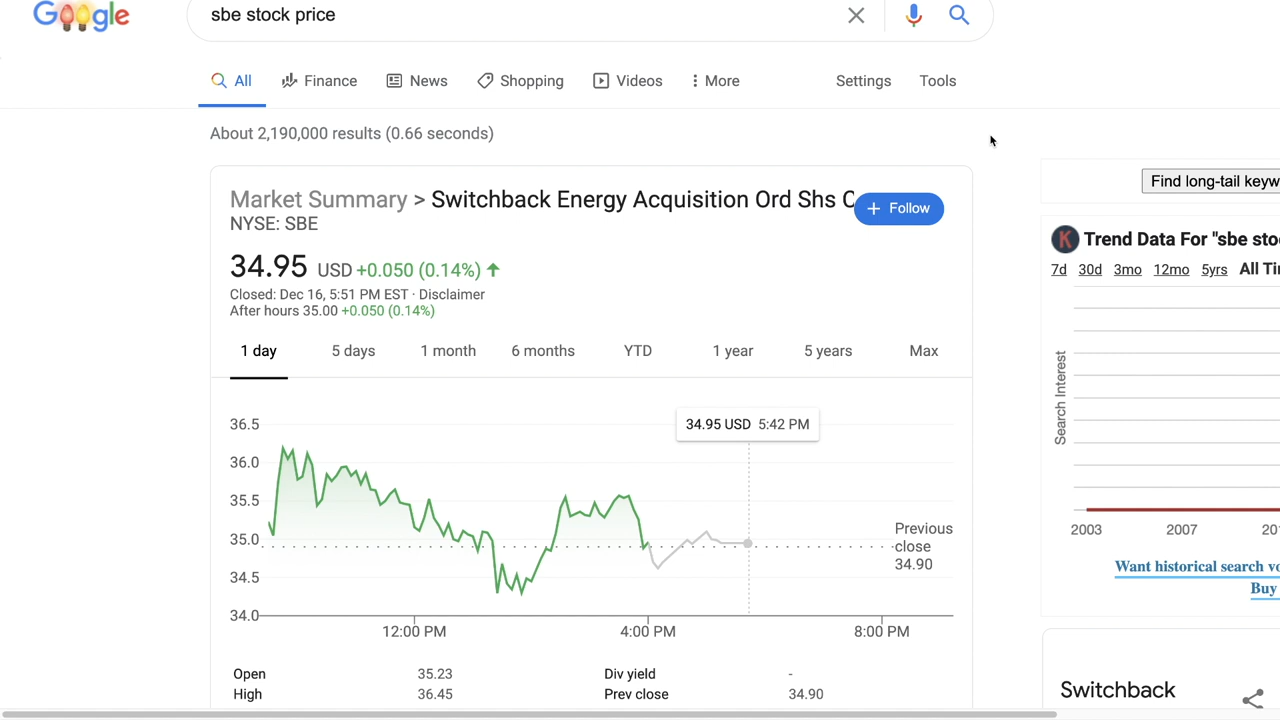 Google
sbe stock price
All
Finance
News
Shopping
Videos
More
Settings
Tools
About 2,190,000 results (0.66 seconds)
Market Summary > Switchback Energy Acquisition Ord Shs C
Follow
NYSE: SBE
34.95 USD +0.050 (0.14%)
Closed: Dec 16, 5:51 PM EST · Disclaimer
After hours 35.00 +0.050 (0.14%)
1 day
5 days
1 month
6 months
YTD
1 year
5 years
Max
34.95 USD 5:42 PM
36.5
36.0
35.5
35.0
34.5
34.0
Previous
close
34.90
12:00 PM
4:00 PM
8:00 PM
Open 35.23
Div yield -
High 36.45
Prev close 34.90
Find long-tail keyw
K
Trend Data For "sbe sto
7d 30d 3mo 12mo 5yrs All Ti
Search Interest
2003
2007
20
Want historical search vo
Buy
Switchback